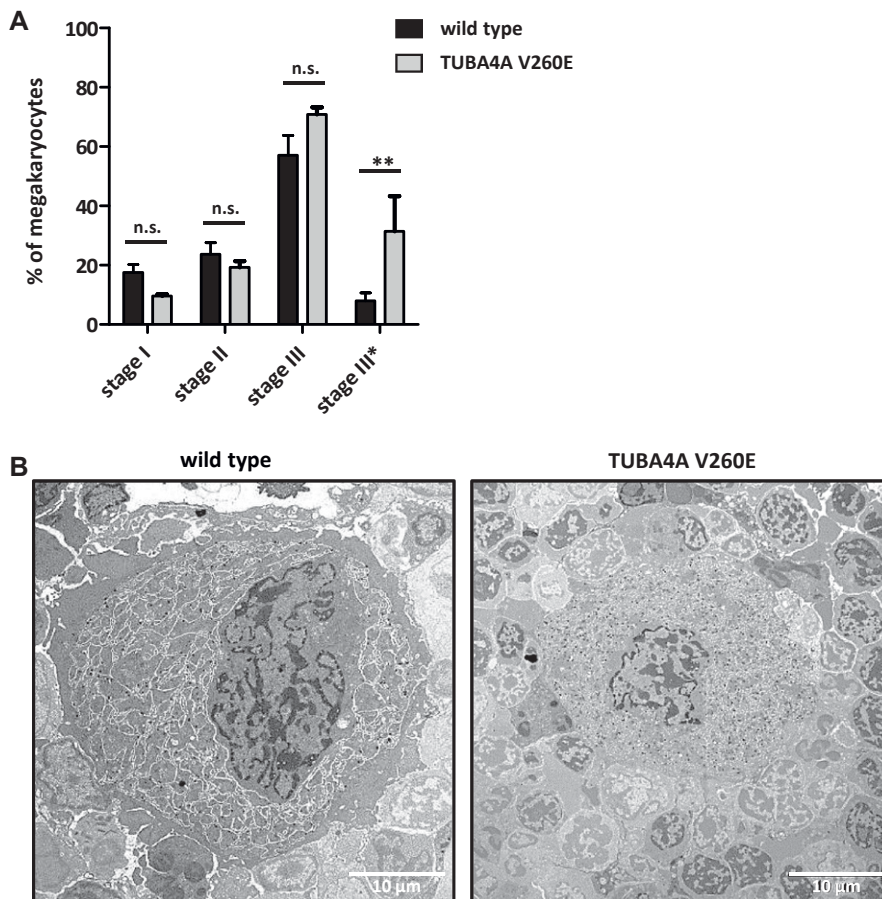 A
100
80
60
40
20
0
% of megakaryocytes
wild type
TUBA4A V260E
n.s.
n.s.
n.s.
**
stage I
stage II
stage III
stage III*
B
wild type
TUBA4A V260E
10 µm
10 µm